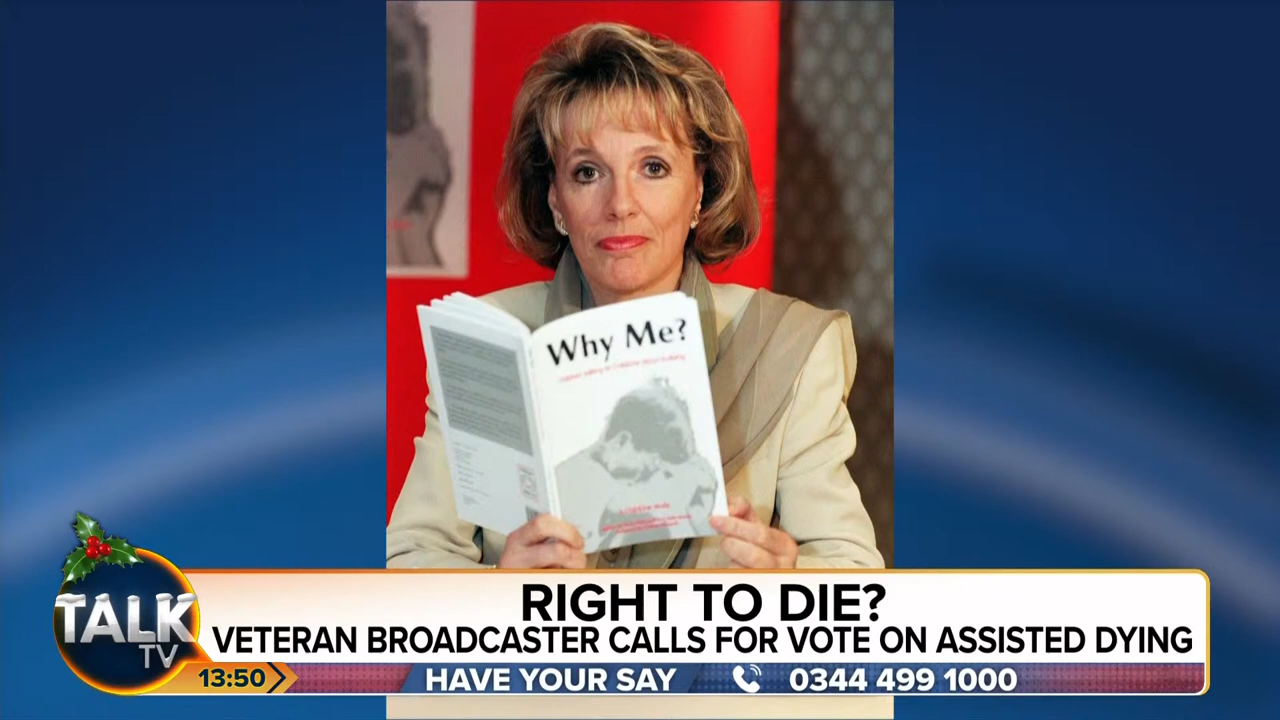 Why Me?
RIGHT TO DIE?
VETERAN BROADCASTER CALLS FOR VOTE ON ASSISTED DYING
TALK
TV
13:50
HAVE YOUR SAY
0344 499 1000